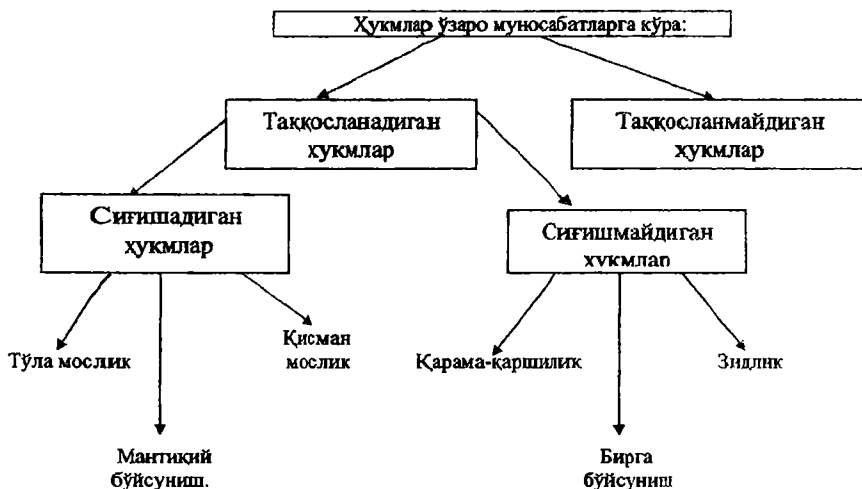 Ҳукмлар ўзаро муносабатларга кўра:
Таққосланадиган
ҳукмлар
Таққосланмайдиган
ҳукмлар
Сиғишадиган
ҳукмлар
Сиғишмайдиган
ҳукмлар
Тўла мослик
Қисман
мослик
Қарама-қаршилик
Зидлик
Мантиқий
бўйсуниш.
Бирга
бўйсуниш